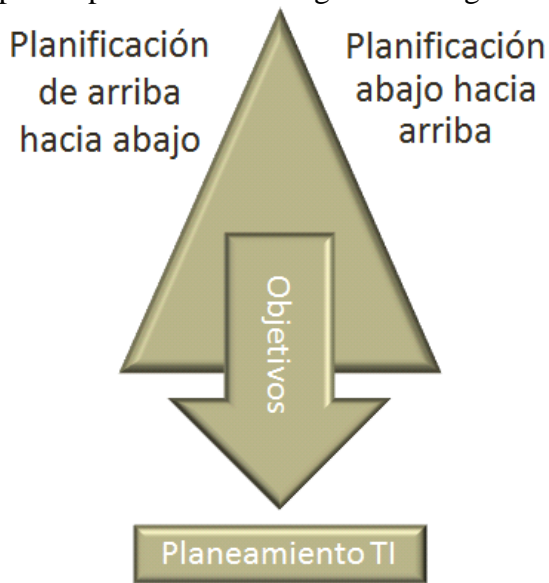 Planificación
de arriba
hacia abajo
Planificación
abajo hacia
arriba
Objetivos
Planeamiento TI